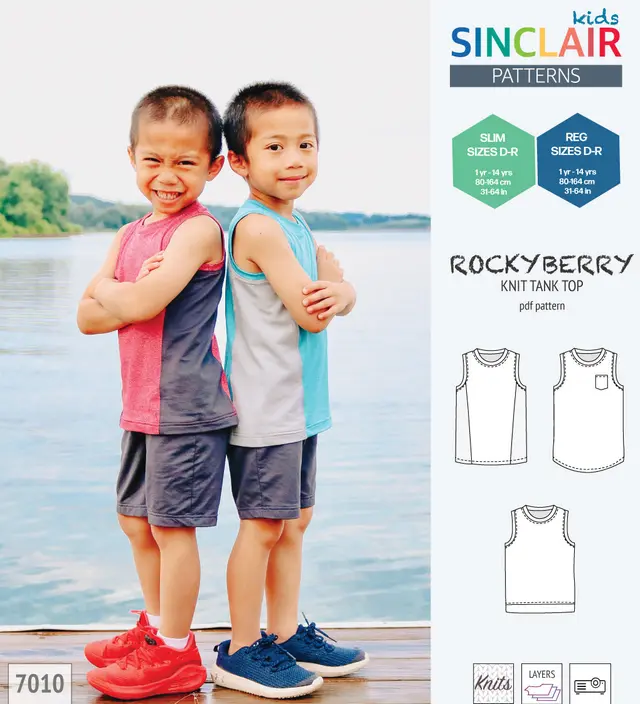 kids
SINCLAIR
PATTERNS
SLIM
SIZES D-R
1 yr - 14 yrs
80-164 cm
31-64 in
REG
SIZES D-R
1 yr - 14 yrs
80-164 cm
31-64 in
ROCKYBERRY
KNIT TANK TOP
pdf pattern
7010
Knits
LAYERS